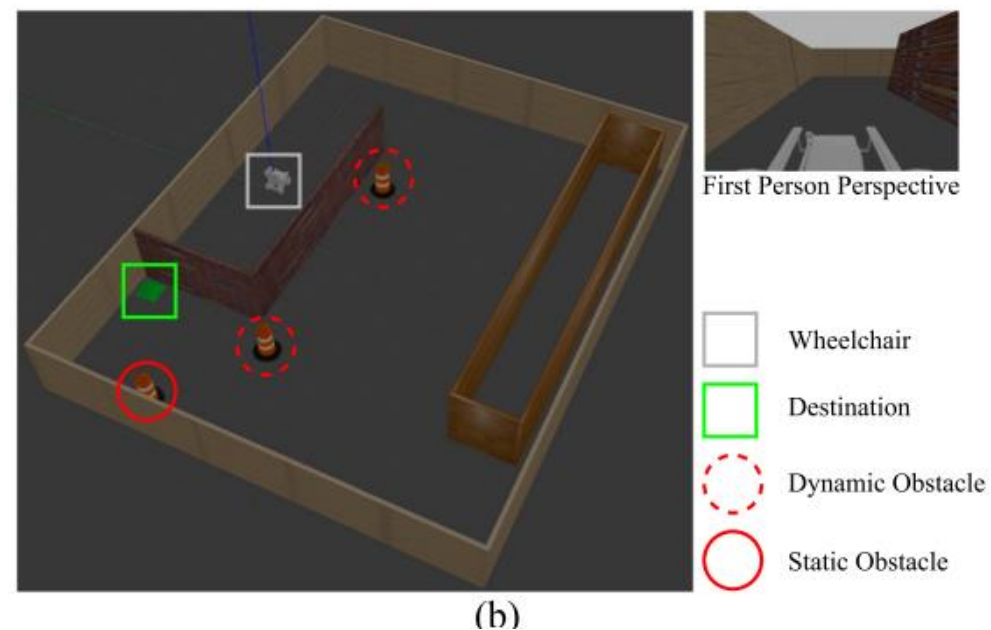 First Person Perspective
Wheelchair
Destination
Dynamic Obstacle
Static Obstacle
(b)